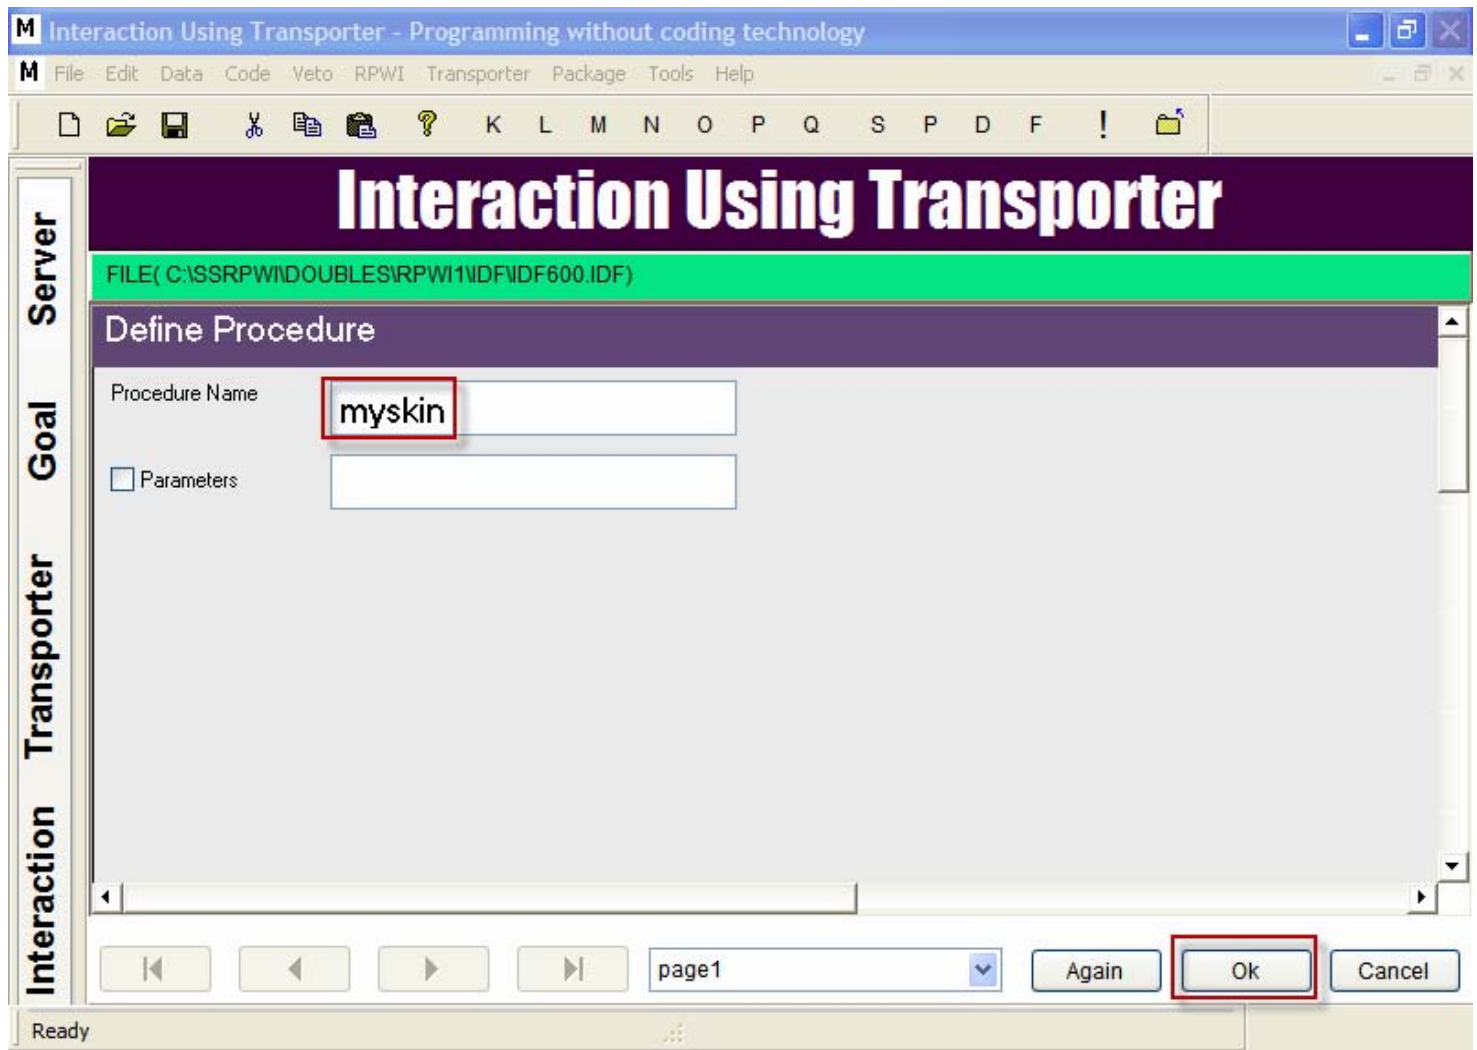 M Interaction Using Transporter - Programming without coding technology
M File Edit Data Code Veto RPWI Transporter Package Tools Help
K L M N O P Q S P D F !
Server
Goal
Transporter
Interaction
Interaction Using Transporter
FILE( C:\SSRPWI\DOUBLES\RPWI1\IDF\IDF600.IDF)
Define Procedure
Procedure Name
myskin
Parameters
page1
Again
Ok
Cancel
Ready